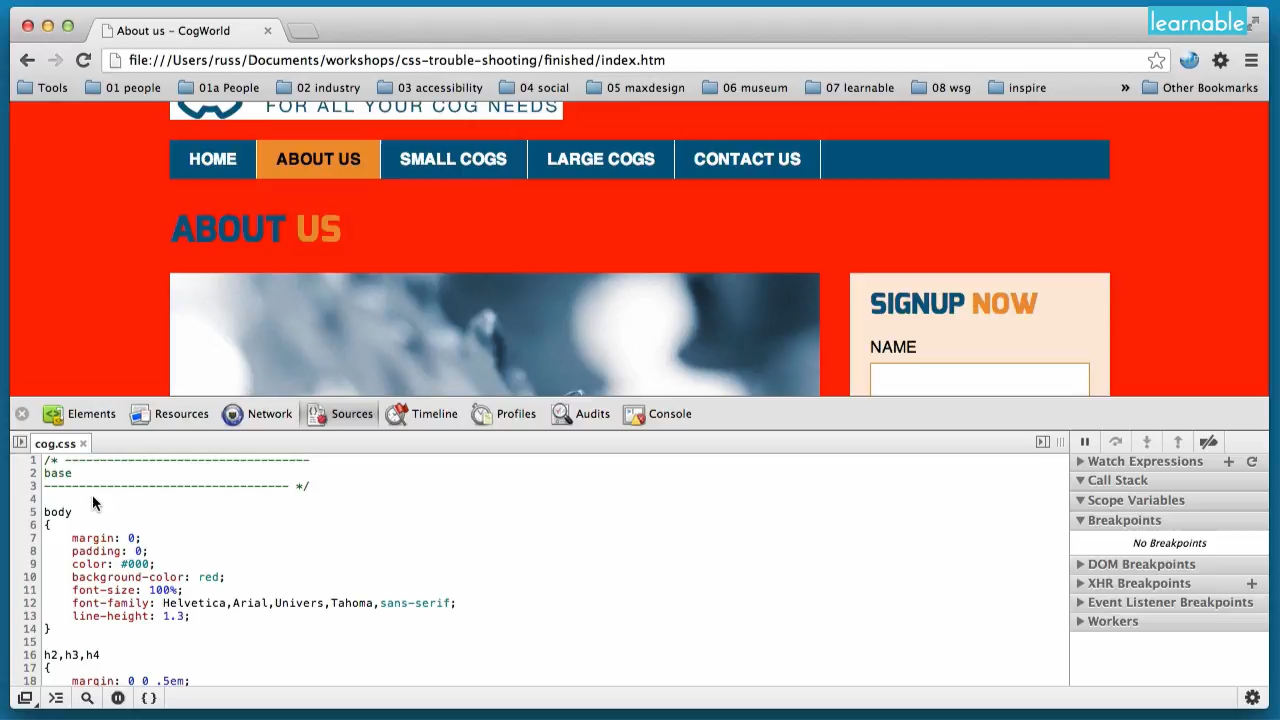 learnable
About us – CogWorld
file:///Users/russ/Documents/workshops/css-trouble-shooting/finished/index.htm
Tools 01 people 01a People 02 industry 03 accessibility 04 social 05 maxdesign 06 museum 07 learnable 08 wsg inspire » Other Bookmarks
FOR ALL YOUR COG NEEDS
HOME ABOUT US SMALL COGS LARGE COGS CONTACT US
ABOUT US
SIGNUP NOW
NAME
Elements Resources Network Sources Timeline Profiles Audits Console
cog.css
1 /* -----------------------------------
2 base
3 ----------------------------------- */
4
5 body
6 {
7 margin: 0;
8 padding: 0;
9 color: #000;
10 background-color: red;
11 font-size: 100%;
12 font-family: Helvetica,Arial,Univers,Tahoma,sans-serif;
13 line-height: 1.3;
14 }
15
16 h2,h3,h4
17 {
18 margin: 0 0 .5em;
Watch Expressions
Call Stack
Scope Variables
Breakpoints
No Breakpoints
DOM Breakpoints
XHR Breakpoints
Event Listener Breakpoints
Workers